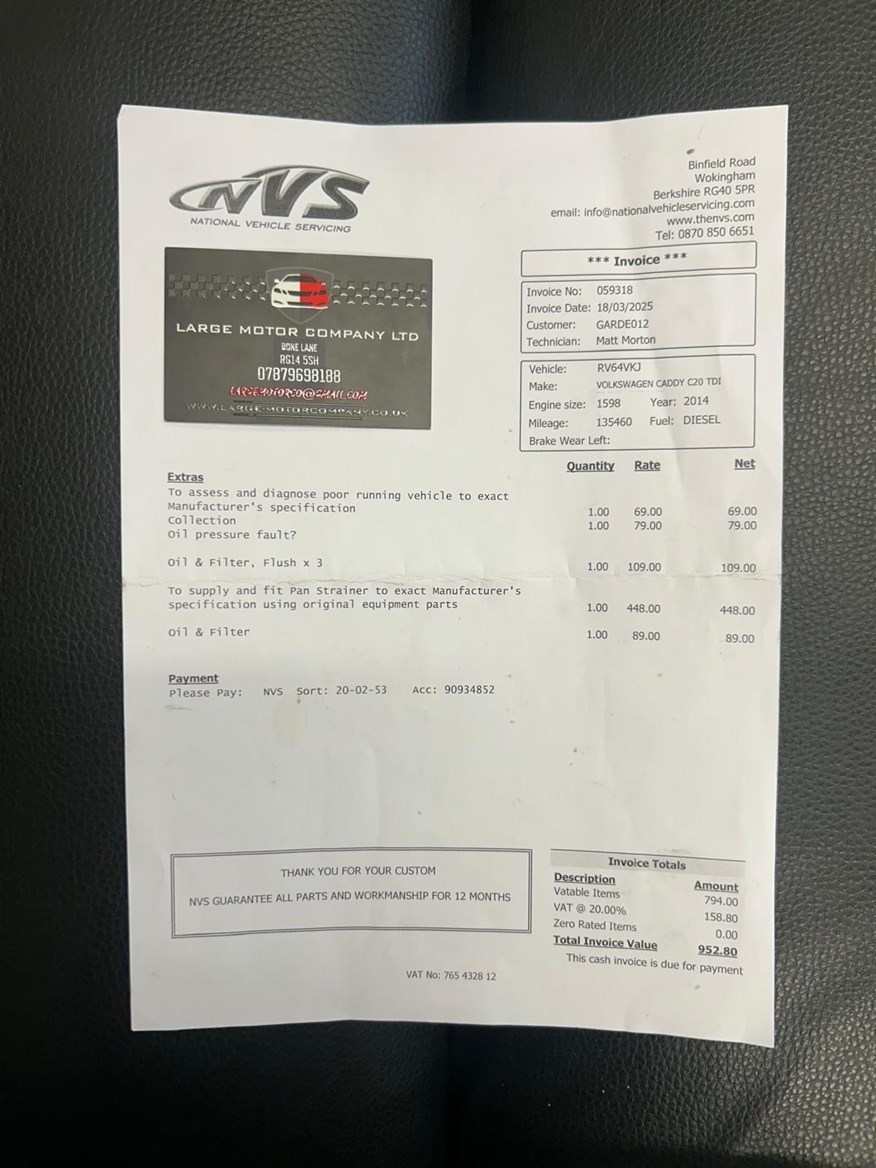 NVS
NATIONAL VEHICLE SERVICING
Binfield Road
Wokingham
Berkshire RG40 5PR
email: info@nationalvehicleservicing.com
www.thenvs.com
Tel: 0870 850 6651
LARGE MOTOR COMPANY LTD
BONE LANE
RG14 5SH
07879698188
LARGEMOTORCO@GMAIL.COM
WWW.LARGE-MOTORCOMPANY.CO.UK
*** Invoice ***
Invoice No: 059318
Invoice Date: 18/03/2025
Customer: GARDE012
Technician: Matt Morton
Vehicle: RV64VKJ
Make: VOLKSWAGEN CADDY C20 TDI
Engine size: 1598 Year: 2014
Mileage: 135460 Fuel: DIESEL
Brake Wear Left:
Extras Quantity Rate Net
To assess and diagnose poor running vehicle to exact
Manufacturer's specification 1.00 69.00 69.00
Collection 1.00 79.00 79.00
Oil pressure fault?
Oil & Filter, Flush x 3 1.00 109.00 109.00
To supply and fit Pan Strainer to exact Manufacturer's
specification using original equipment parts 1.00 448.00 448.00
Oil & Filter 1.00 89.00 89.00
Payment
Please Pay: NVS Sort: 20-02-53 Acc: 90934852
THANK YOU FOR YOUR CUSTOM
NVS GUARANTEE ALL PARTS AND WORKMANSHIP FOR 12 MONTHS
Invoice Totals
Description Amount
Vatable Items 794.00
VAT @ 20.00% 158.80
Zero Rated Items 0.00
Total Invoice Value 952.80
This cash invoice is due for payment
VAT No: 765 4328 12